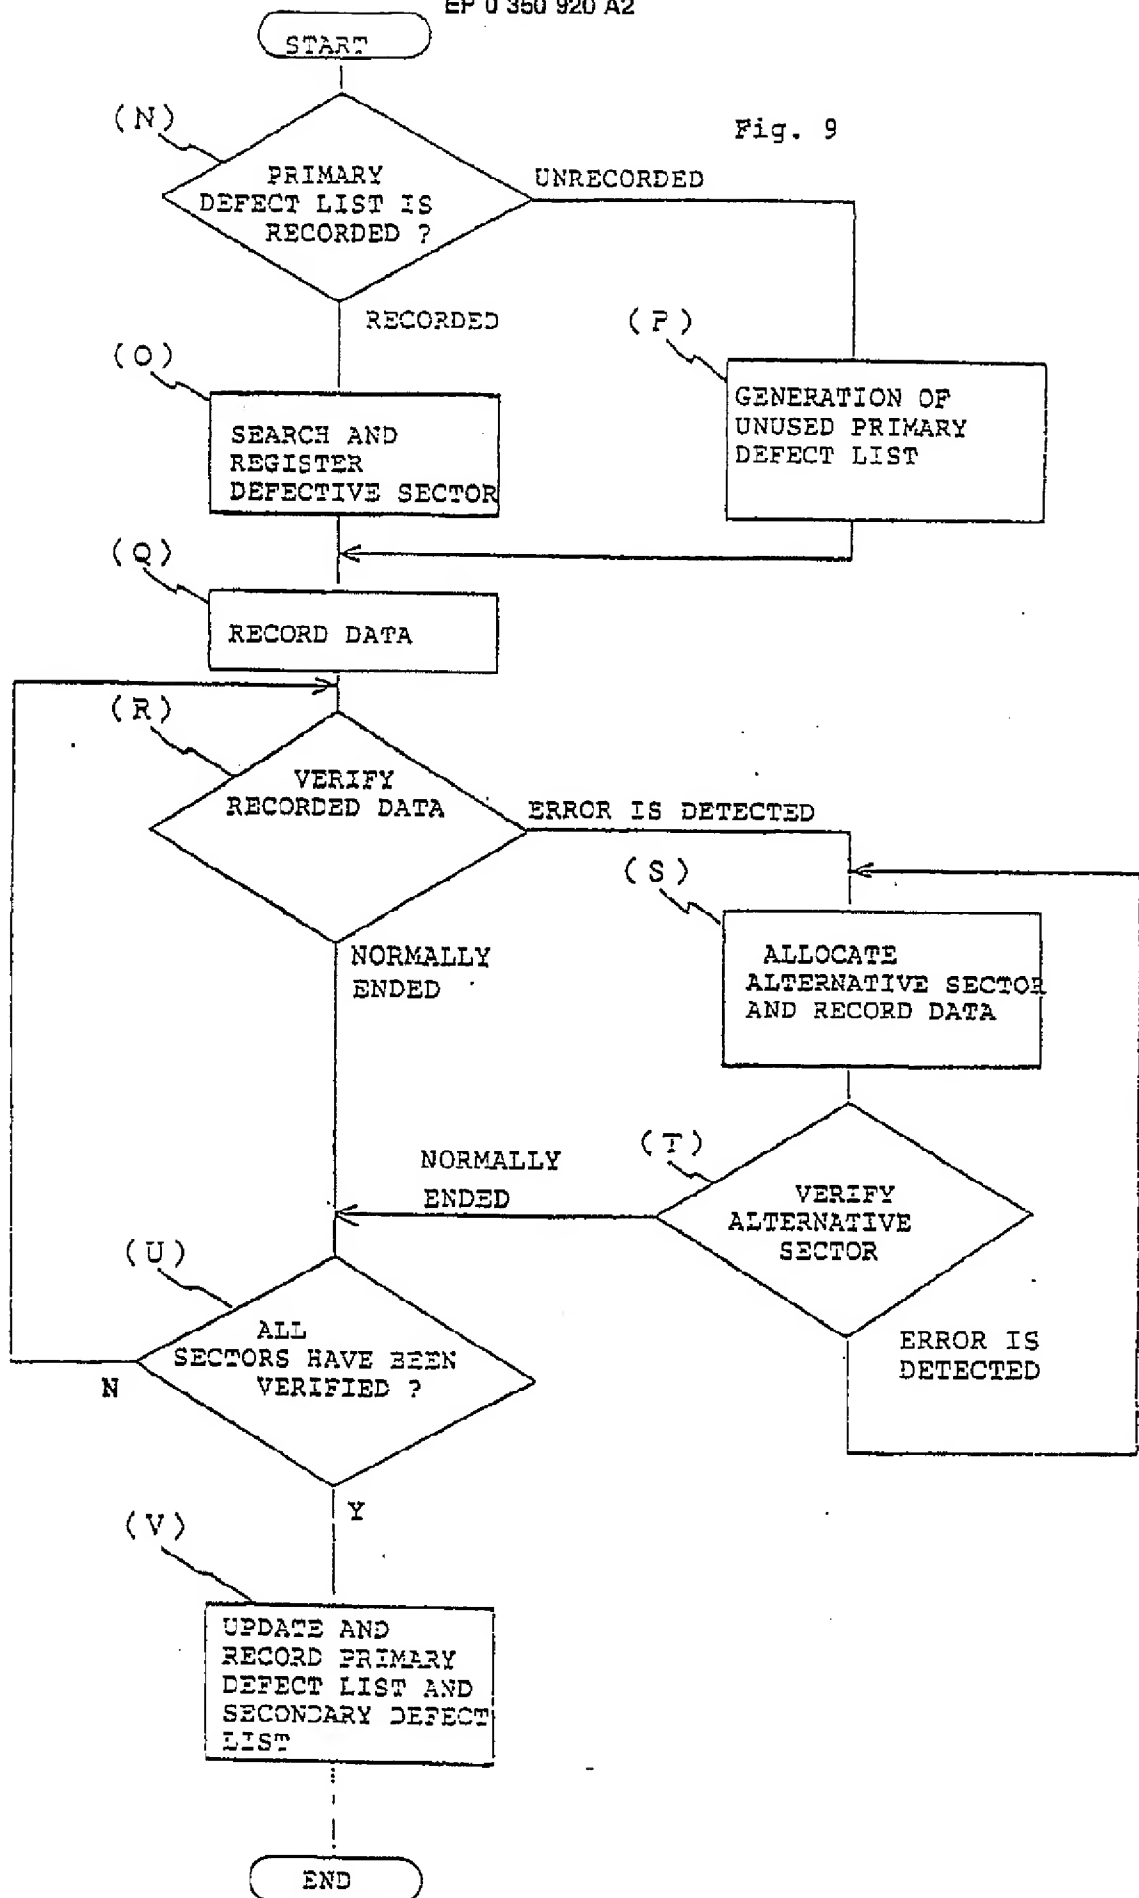 EP 0 350 920 A2
START
(N)
Fig. 9
PRIMARY
DEFECT LIST IS
RECORDED ?
UNRECORDED
RECORDED
(O)
(P)
SEARCH AND
REGISTER
DEFECTIVE SECTOR
GENERATION OF
UNUSED PRIMARY
DEFECT LIST
(Q)
RECORD DATA
(R)
VERIFY
RECORDED DATA
ERROR IS DETECTED
(S)
NORMALLY
ENDED
ALLOCATE
ALTERNATIVE SECTOR
AND RECORD DATA
(T)
NORMALLY
ENDED
VERIFY
ALTERNATIVE
SECTOR
(U)
ALL
SECTORS HAVE BEEN
VERIFIED ?
N
ERROR IS
DETECTED
Y
(V)
UPDATE AND
RECORD PRIMARY
DEFECT LIST AND
SECONDARY DEFECT
LIST
END